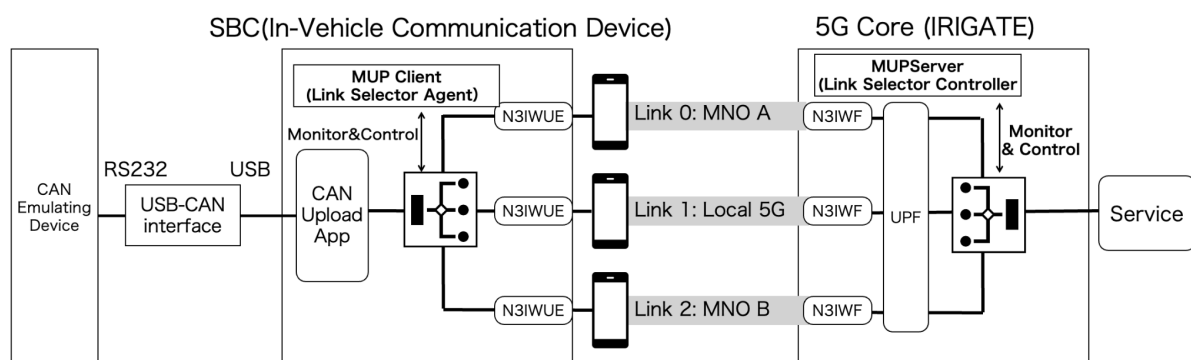 SBC(In-Vehicle Communication Device)
5G Core (IRIGATE)
MUP Client
(Link Selector Agent)
MUPServer
(Link Selector Controller
N3IWUE
Link 0: MNO A
N3IWF
Monitor&Control
Monitor
& Control
RS232
USB
CAN
Emulating
Device
USB-CAN
interface
CAN
Upload
App
N3IWUE
Link 1: Local 5G
N3IWF
UPF
Service
N3IWUE
Link 2: MNO B
N3IWF